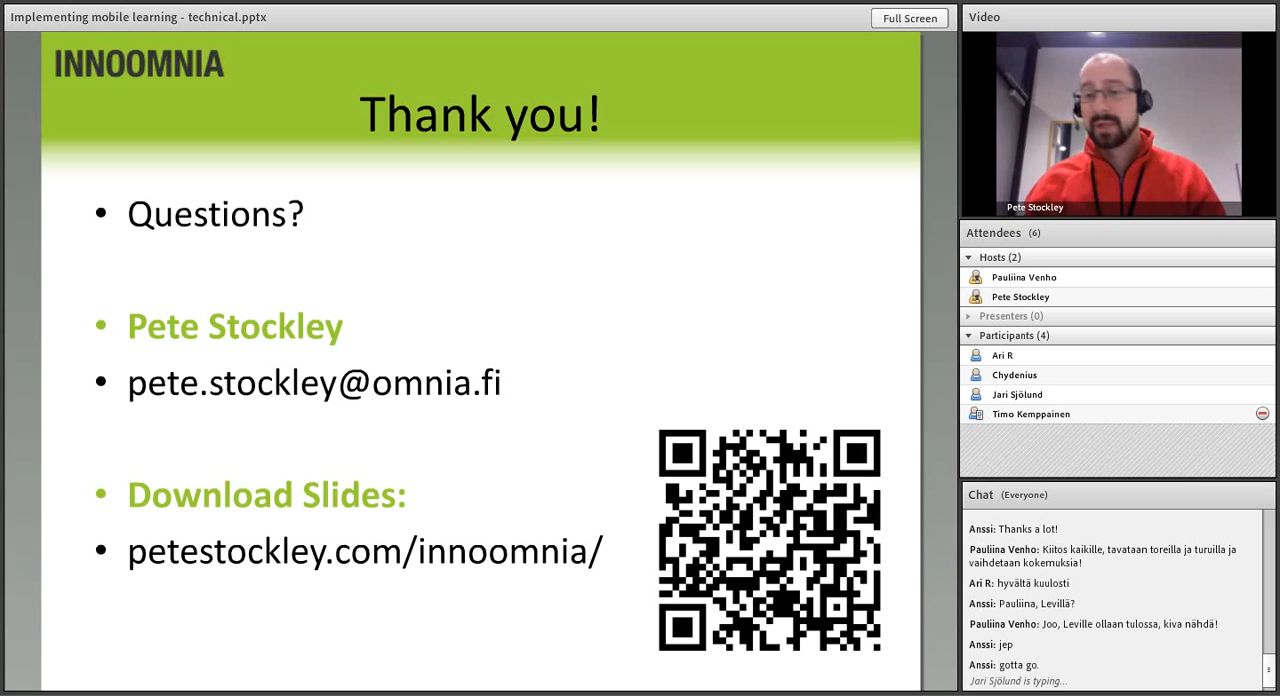 Implementing mobile learning - technical.pptx
Full Screen
INNOOMNIA
Thank you!
• Questions?
• Pete Stockley
• pete.stockley@omnia.fi
• Download Slides:
• petestockley.com/innoomnia/
Video
Pete Stockley
Attendees (6)
Hosts (2)
Pauliina Venho
Pete Stockley
Presenters (0)
Participants (4)
Ari R
Chydenius
Jari Sjölund
Timo Kemppainen
Chat (Everyone)
Anssi: Thanks a lot!
Pauliina Venho: Kiitos kaikille, tavataan toreilla ja turuilla ja
vaihdetaan kokemuksia!
Ari R: hyvältä kuulosti
Anssi: Pauliina, Levillä?
Pauliina Venho: Joo, Leville ollaan tulossa, kiva nähdä!
Anssi: jep
Anssi: gotta go.
Jari Sjölund is typing...